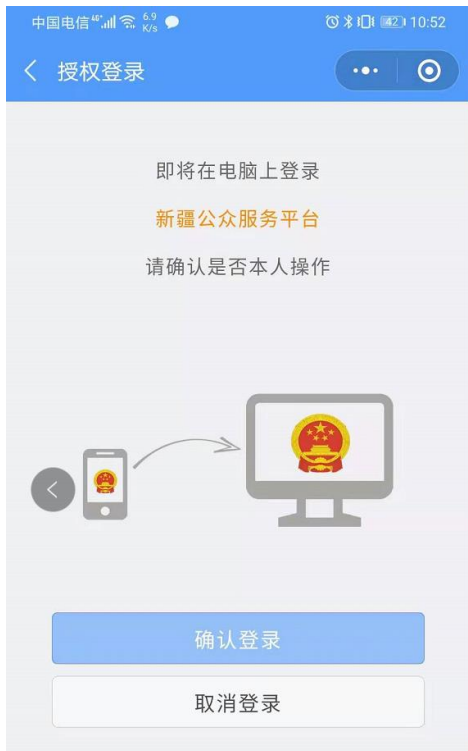 中国电信 46 6.9 K/s 42 10:52
授权登录
即将在电脑上登录
新疆公众服务平台
请确认是否本人操作
确认登录
取消登录